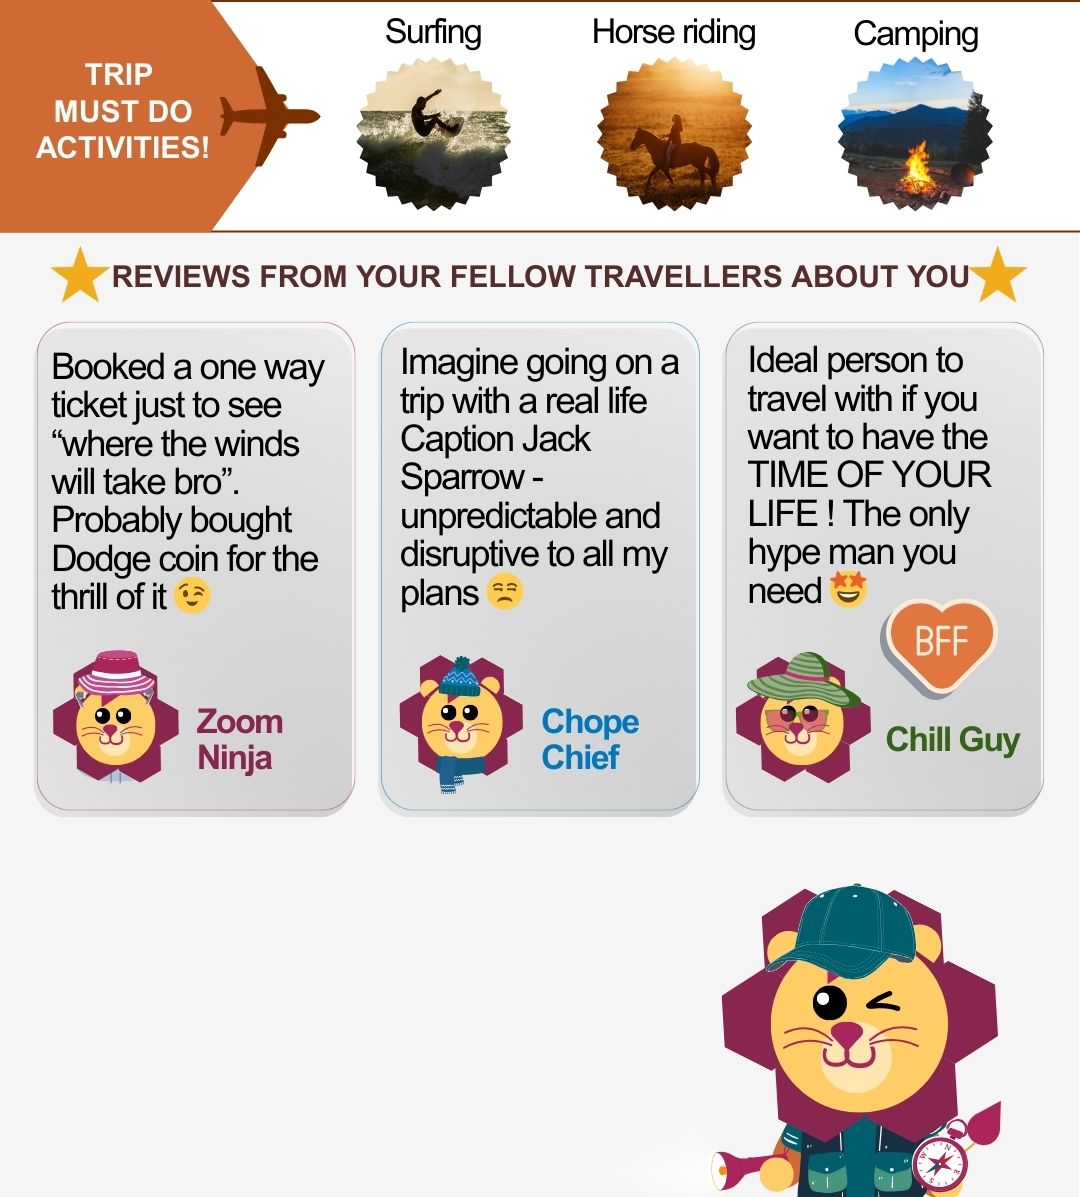 TRIP
MUST DO
ACTIVITIES!
Surfing
Horse riding
Camping
REVIEWS FROM YOUR FELLOW TRAVELLERS ABOUT YOU
Booked a one way
ticket just to see
“where the winds
will take bro”.
Probably bought
Dodge coin for the
thrill of it 😉
Zoom
Ninja
Imagine going on a
trip with a real life
Caption Jack
Sparrow -
unpredictable and
disruptive to all my
plans 😒
Chope
Chief
Ideal person to
travel with if you
want to have the
TIME OF YOUR
LIFE ! The only
hype man you
need 🤩
BFF
Chill Guy
N
W
E
S